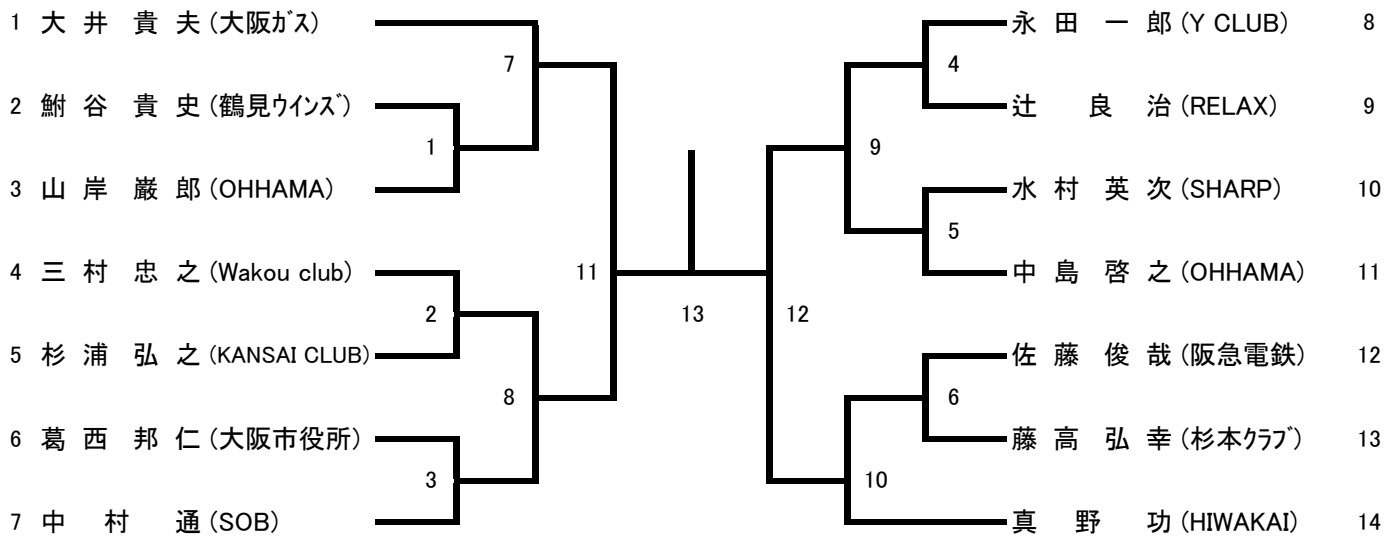 1 大井 貴夫 (大阪ガス)
2 鮒谷 貴史 (鶴見ウインズ)
3 山岸 巌郎 (OHHAMA)
4 三村 忠之 (Wakou club)
5 杉浦 弘之 (KANSAI CLUB)
6 葛西 邦仁 (大阪市役所)
7 中村 通 (SOB)
7
1
2
8
3
11
13
12
9
4
5
6
10
永田 一郎 (Y CLUB) 8
辻 良治 (RELAX) 9
水村 英次 (SHARP) 10
中島 啓之 (OHHAMA) 11
佐藤 俊哉 (阪急電鉄) 12
藤高 弘幸 (杉本クラブ) 13
真野 功 (HIWAKAI) 14